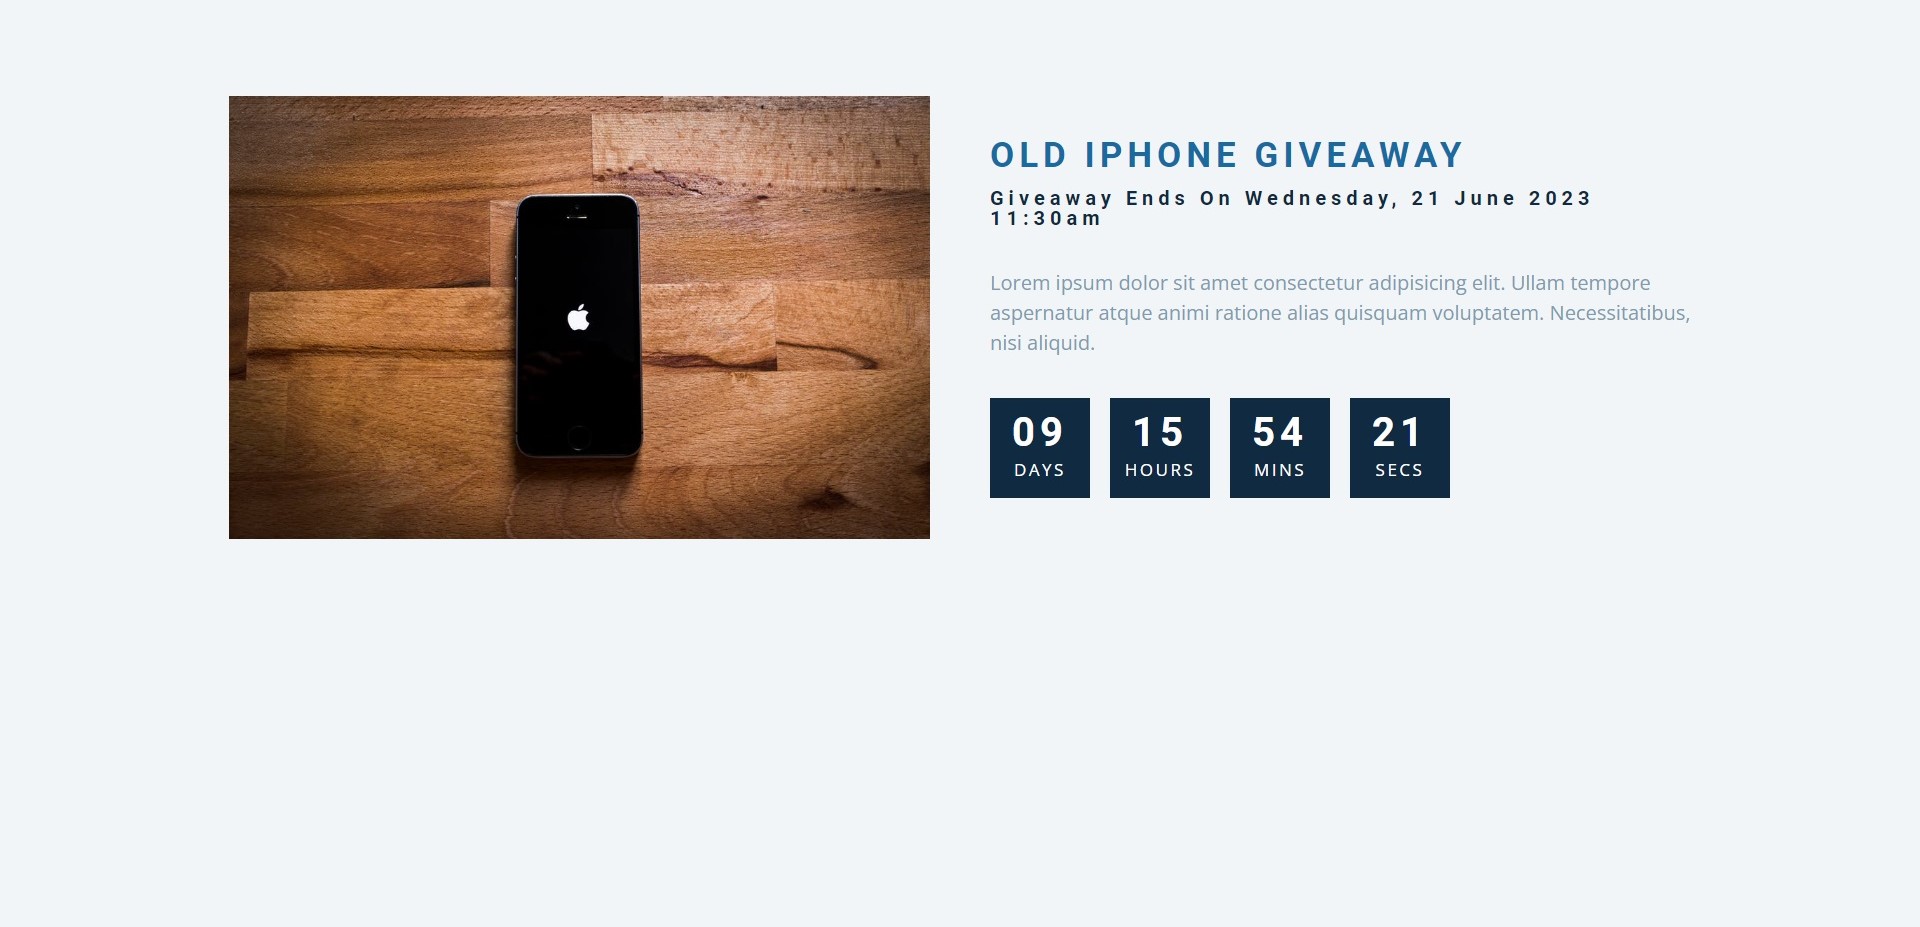 OLD IPHONE GIVEAWAY
Giveaway Ends On Wednesday, 21 June 2023
11:30am
Lorem ipsum dolor sit amet consectetur adipisicing elit. Ullam tempore
aspernatur atque animi ratione alias quisquam voluptatem. Necessitatibus,
nisi aliquid.
09 15 54 21
DAYS HOURS MINS SECS